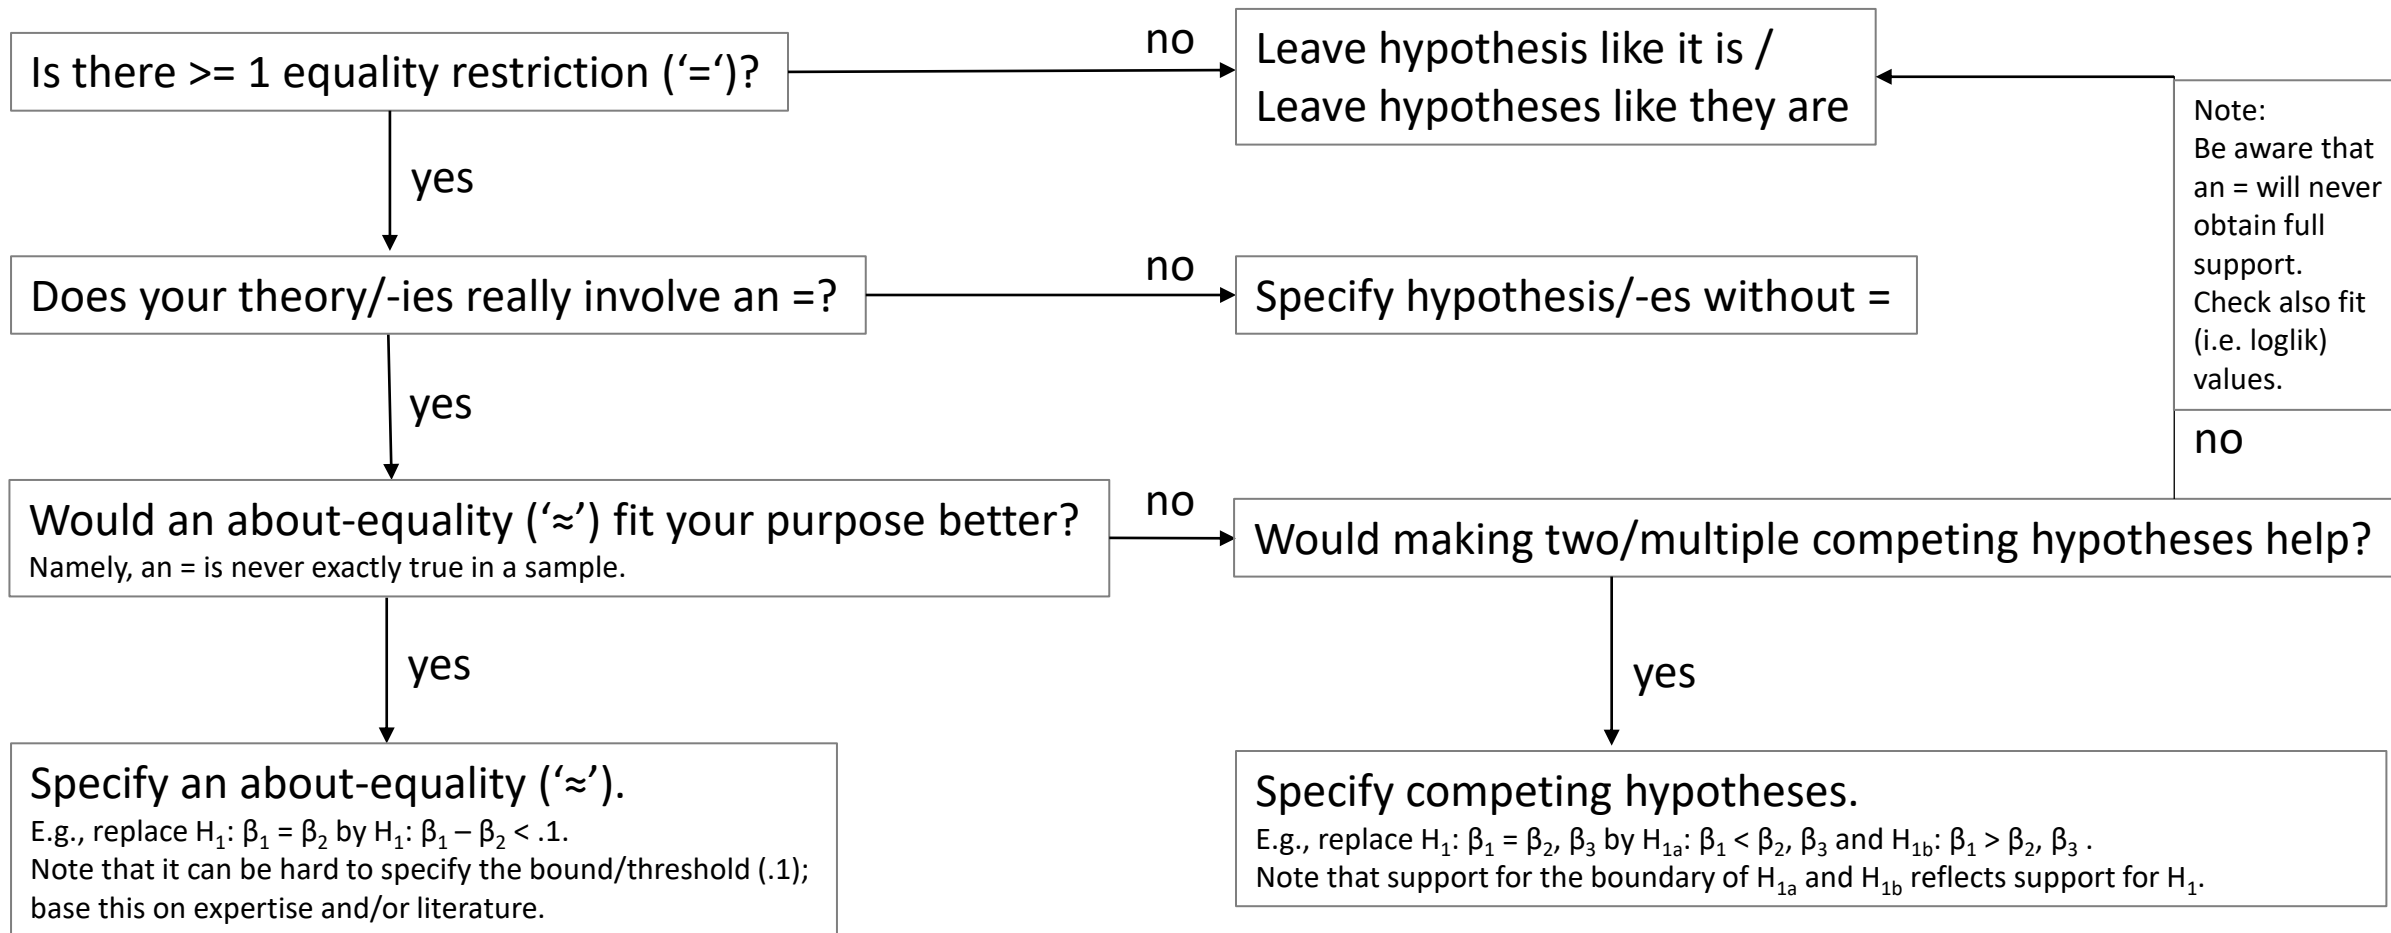 Is there >= 1 equality restriction (‘=‘)?
no
Leave hypothesis like it is /
Leave hypotheses like they are
yes
Note:
Be aware that
an = will never
obtain full
support.
Check also fit
(i.e. loglik)
values.
no
Does your theory/-ies really involve an =?
no
Specify hypothesis/-es without =
yes
Would an about-equality (‘≈’) fit your purpose better?
Namely, an = is never exactly true in a sample.
no
Would making two/multiple competing hypotheses help?
yes
yes
Specify an about-equality (‘≈’).
E.g., replace H₁: β₁ = β₂ by H₁: β₁ – β₂ < .1.
Note that it can be hard to specify the bound/threshold (.1);
base this on expertise and/or literature.
Specify competing hypotheses.
E.g., replace H₁: β₁ = β₂, β₃ by H₁ₐ: β₁ < β₂, β₃ and H₁b: β₁ > β₂, β₃ .
Note that support for the boundary of H₁ₐ and H₁b reflects support for H₁.